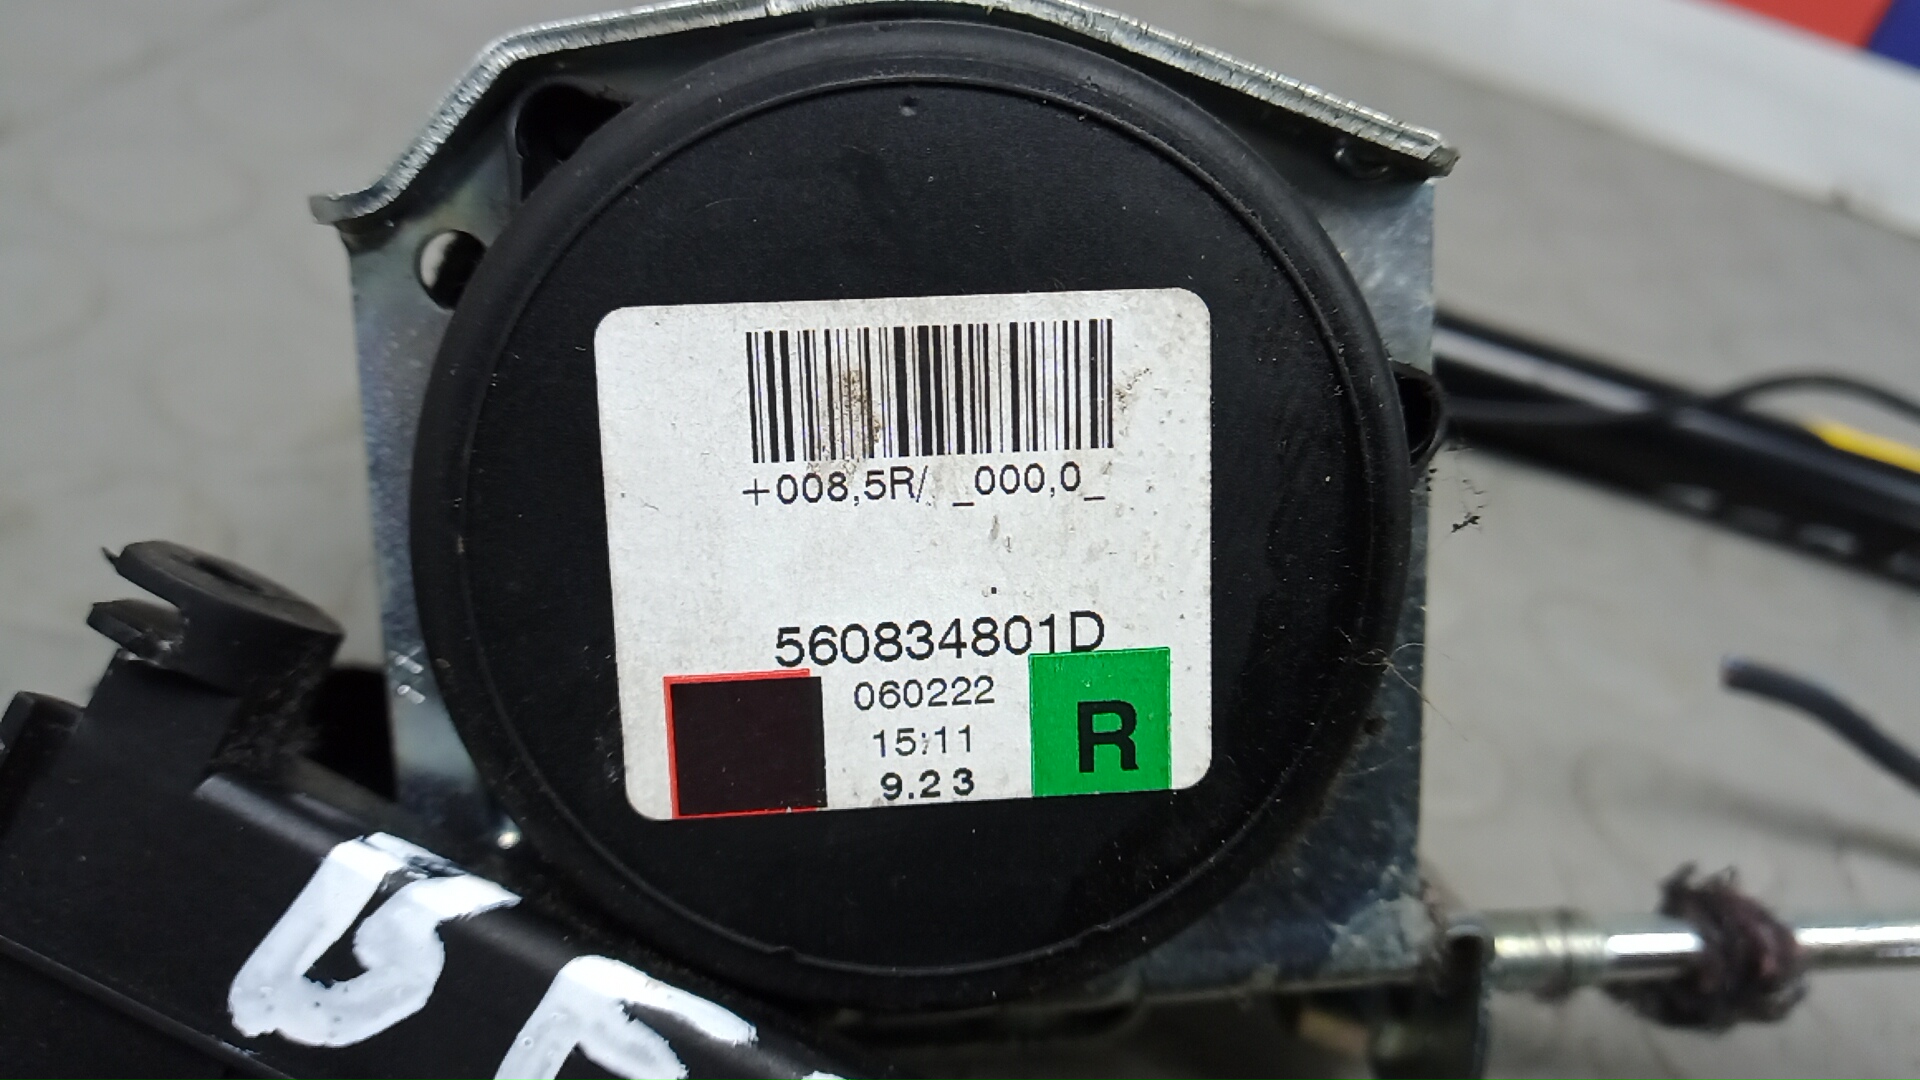 +008,5R/ _000,0_
560834801D
060222
15:11
9.23
R